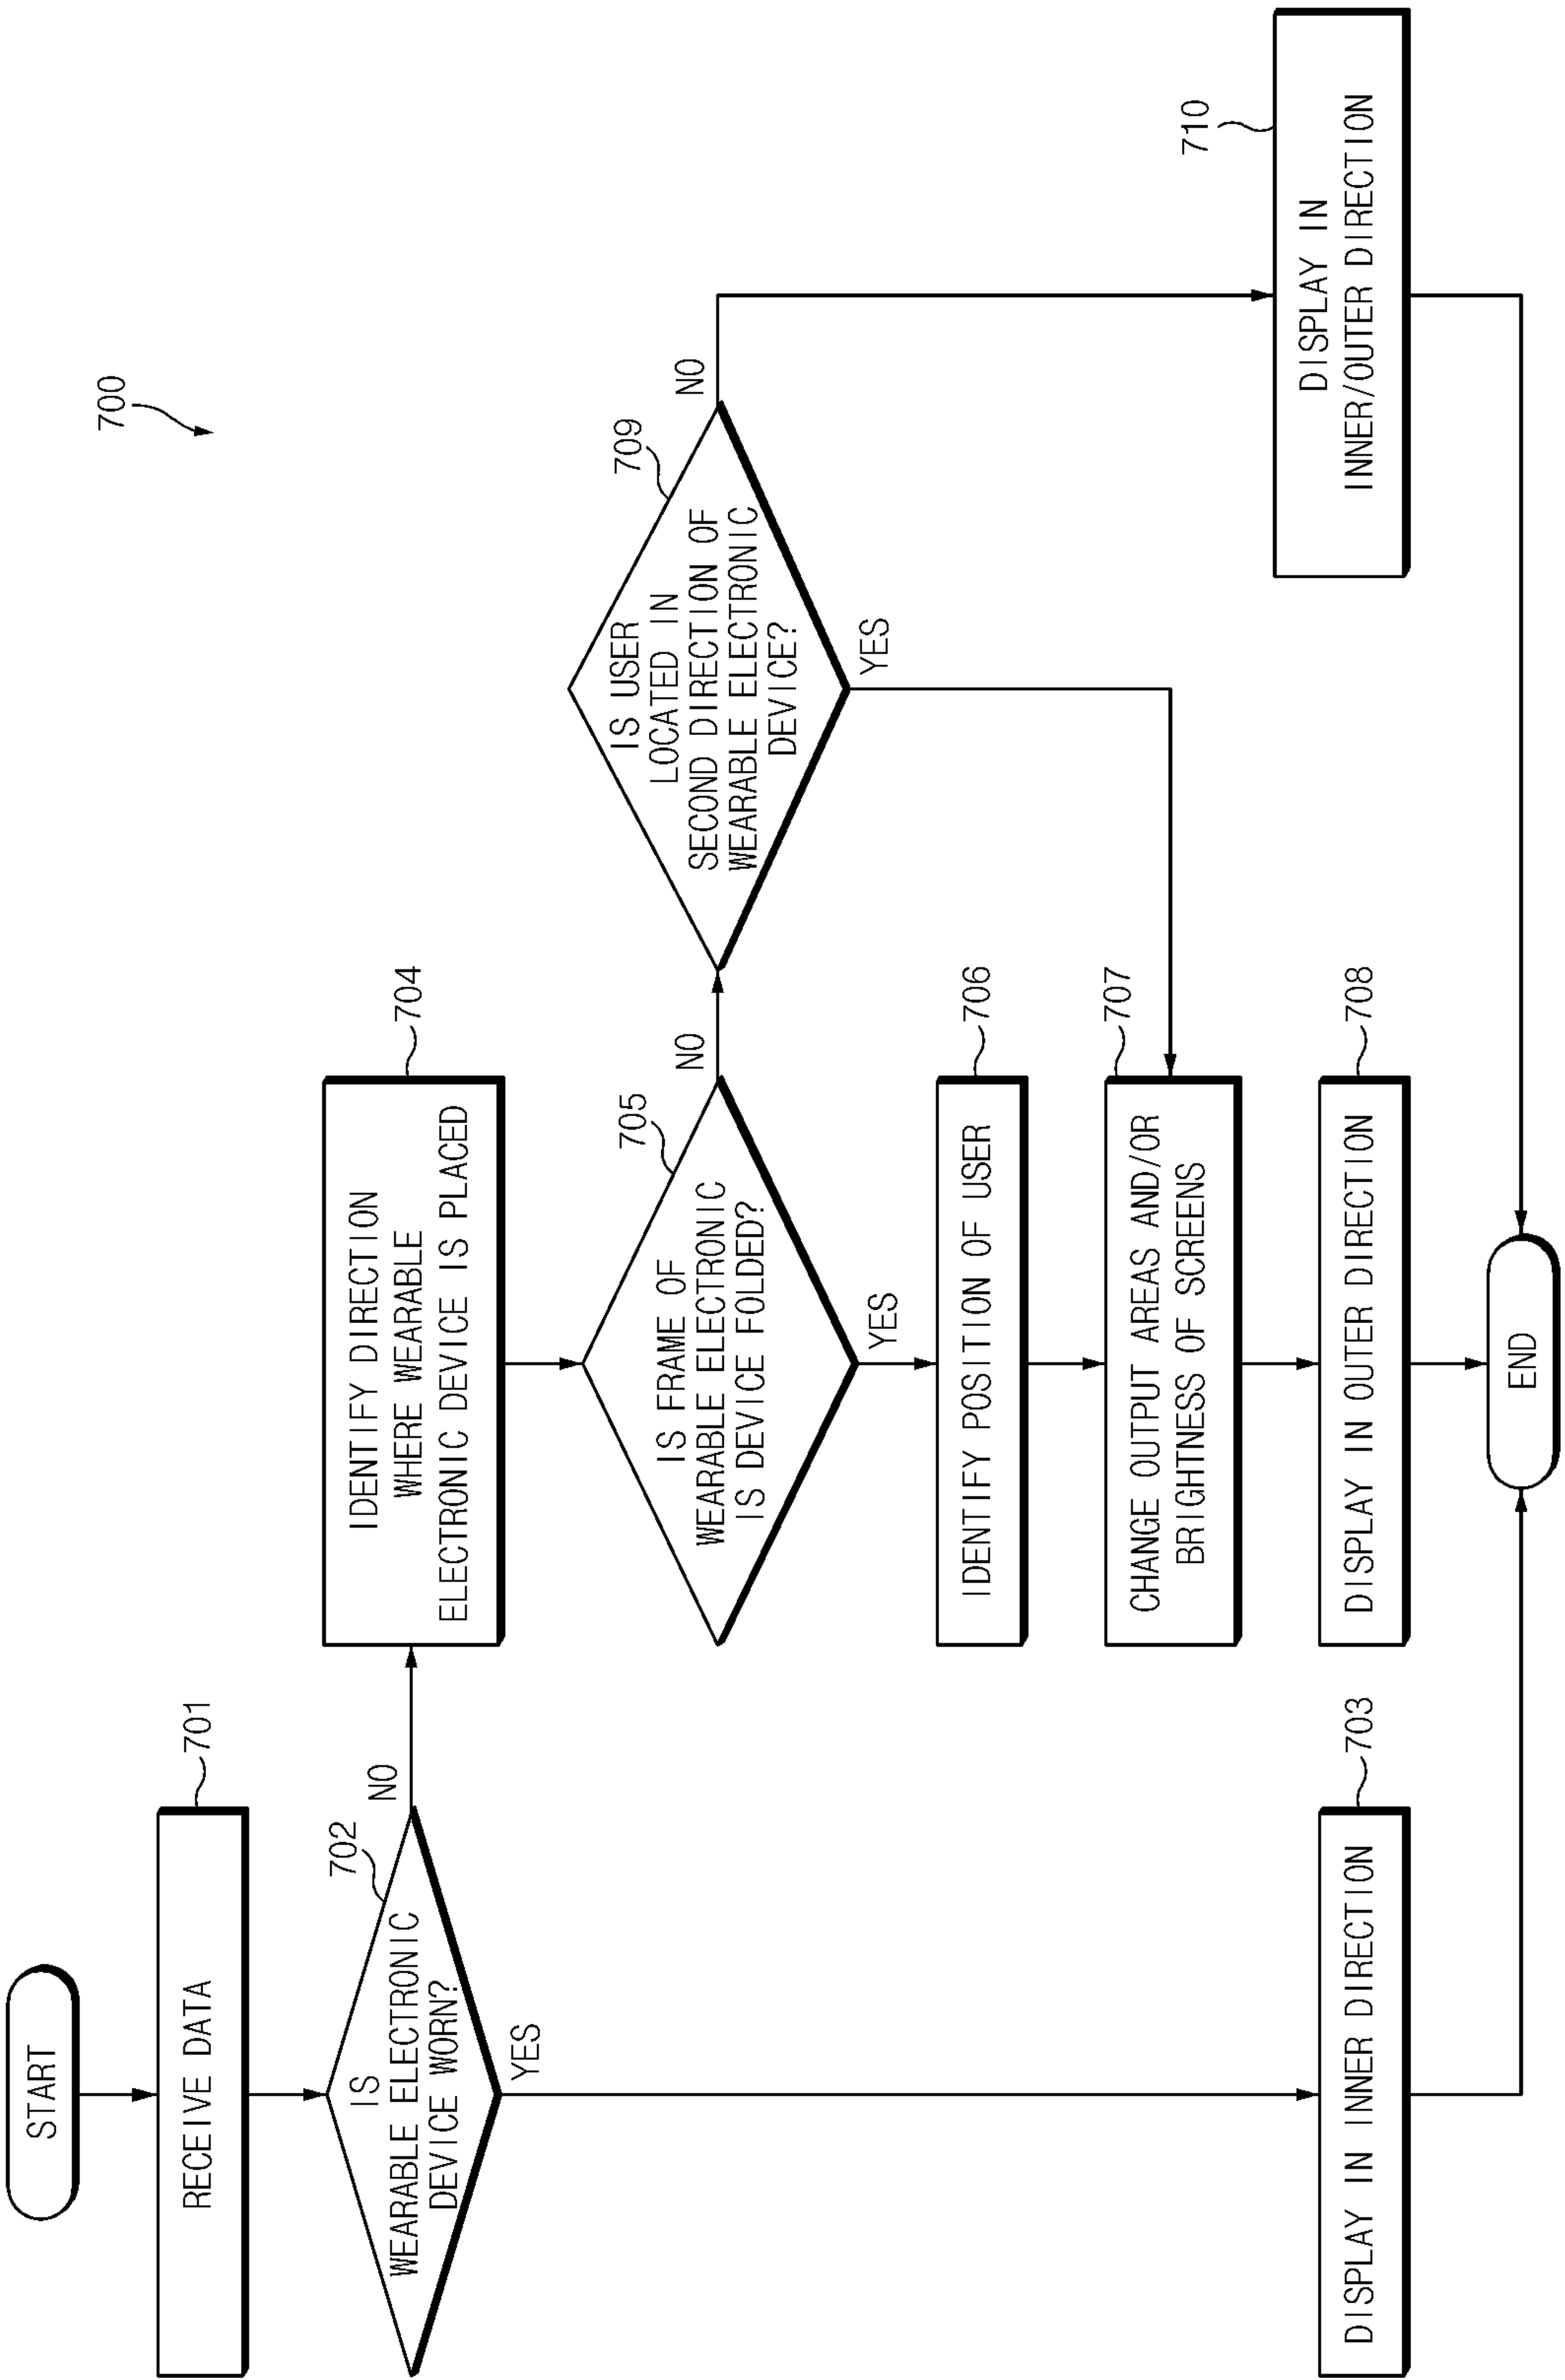 700
START
RECEIVE DATA
701
IS
WEARABLE ELECTRONIC
DEVICE WORN?
702
NO
YES
DISPLAY IN INNER DIRECTION
703
IDENTIFY DIRECTION
WHERE WEARABLE
ELECTRONIC DEVICE IS PLACED
704
IS FRAME OF
WEARABLE ELECTRONIC
IS DEVICE FOLDED?
705
NO
YES
IDENTIFY POSITION OF USER
706
CHANGE OUTPUT AREAS AND/OR
BRIGHTNESS OF SCREENS
707
DISPLAY IN OUTER DIRECTION
708
IS USER
LOCATED IN
SECOND DIRECTION OF
WEARABLE ELECTRONIC
DEVICE?
709
NO
YES
DISPLAY IN
INNER/OUTER DIRECTION
710
END